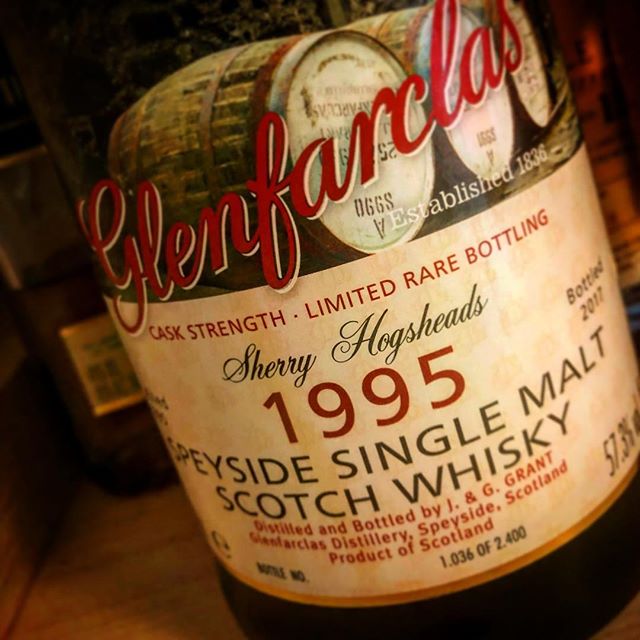 Glenfarclas
Established 1836
CASK STRENGTH · LIMITED RARE BOTTLING
Sherry Hogsheads
Bottled
2011
1995
SPEYSIDE SINGLE MALT
SCOTCH WHISKY
Distilled and Bottled by J. & G. GRANT
Glenfarclas Distillery, Speyside, Scotland
Product of Scotland
BOTTLE NO.
1.036 OF 2.400